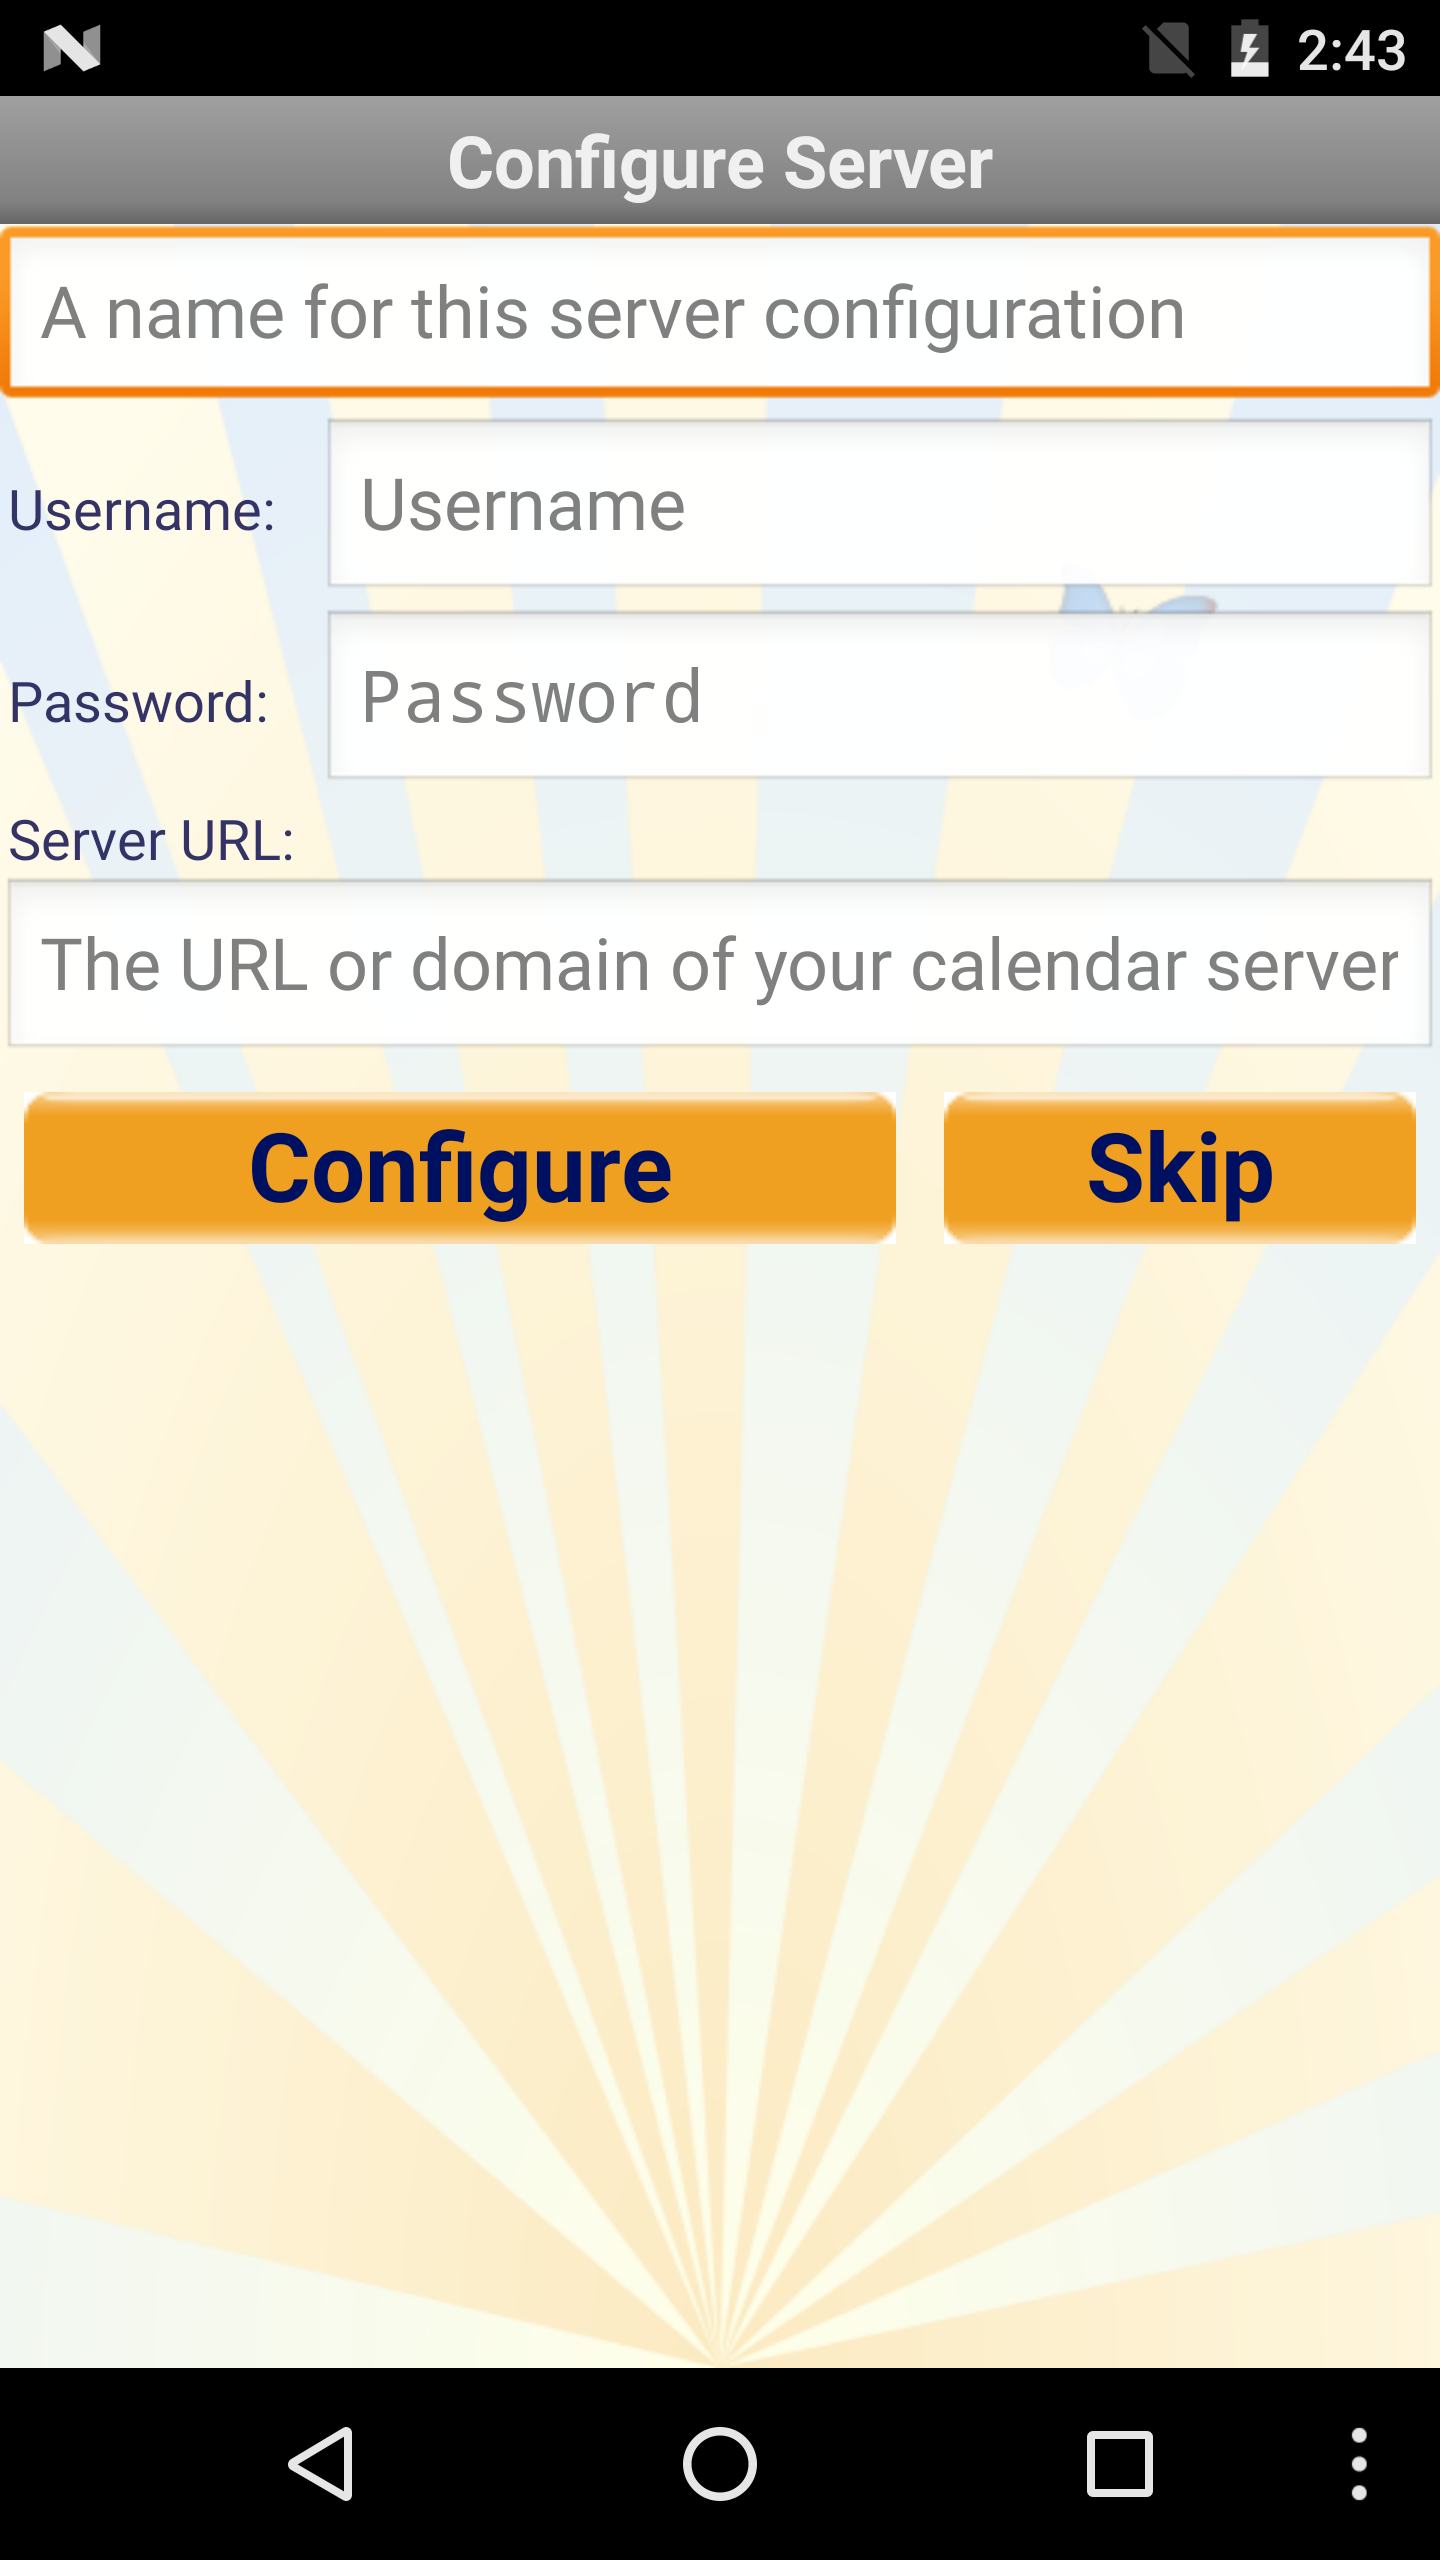 2:43
Configure Server
A name for this server configuration
Username:
Username
Password:
Password
Server URL:
The URL or domain of your calendar server
Configure
Skip